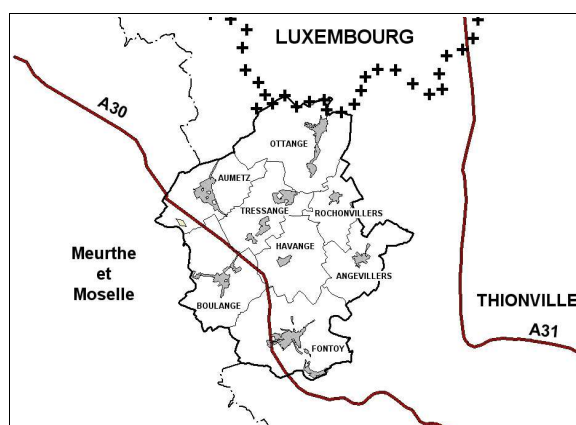 LUXEMBOURG
A30
OTTANGE
AUMETZ
TRESSANGE
ROCHONVILLERS
Meurthe
et
Moselle
HAVANGE
ANGEVILLERS
BOULANGE
THIONVILLE
A31
FONTOY